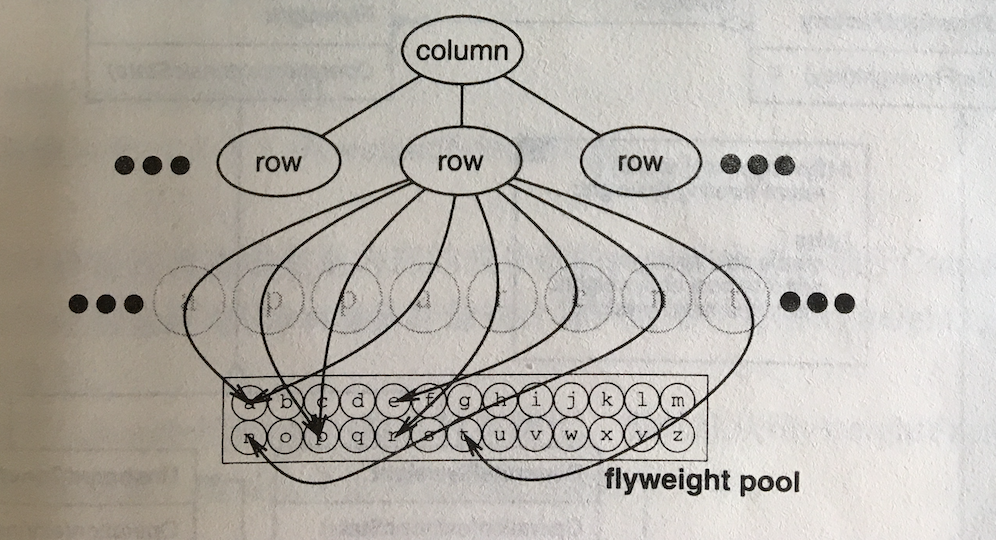 column
row row row
a p p a r e n t
a b c d e f g h i j k l m
n o p q r s t u v w x y z
flyweight pool